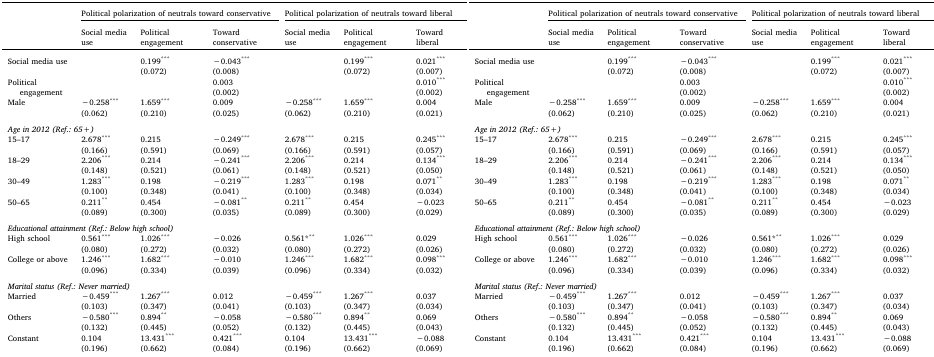 Political polarization of neutrals toward conservative Political polarization of neutrals toward liberal
Social media use Political engagement Toward conservative Social media use Political engagement Toward liberal
Social media use 0.199*** −0.043*** 0.199*** 0.021***
(0.072) (0.008) (0.072) (0.007)
Political 0.003 0.010***
engagement (0.002) (0.002)
Male −0.258*** 1.659*** 0.009 −0.258*** 1.659*** 0.004
(0.062) (0.210) (0.025) (0.062) (0.210) (0.021)
Age in 2012 (Ref.: 65+)
15–17 2.678*** 0.215 −0.249*** 2.678*** 0.215 0.245***
(0.166) (0.591) (0.069) (0.166) (0.591) (0.057)
18–29 2.206*** 0.214 −0.241*** 2.206*** 0.214 0.134***
(0.148) (0.521) (0.061) (0.148) (0.521) (0.050)
30–49 1.283*** 0.198 −0.219*** 1.283*** 0.198 0.071**
(0.100) (0.348) (0.041) (0.100) (0.348) (0.034)
50–65 0.211** 0.454 −0.081** 0.211** 0.454 −0.023
(0.089) (0.300) (0.035) (0.089) (0.300) (0.029)
Educational attainment (Ref.: Below high school)
High school 0.561*** 1.026*** −0.026 0.561*** 1.026*** 0.029
(0.080) (0.272) (0.032) (0.080) (0.272) (0.026)
College or above 1.246*** 1.682*** −0.010 1.246*** 1.682*** 0.098***
(0.096) (0.334) (0.039) (0.096) (0.334) (0.032)
Marital status (Ref.: Never married)
Married −0.459*** 1.267*** 0.012 −0.459*** 1.267*** 0.037
(0.103) (0.347) (0.041) (0.103) (0.347) (0.034)
Others −0.580*** 0.894** −0.058 −0.580*** 0.894** 0.069
(0.132) (0.445) (0.052) (0.132) (0.445) (0.043)
Constant 0.104 13.431*** 0.421*** 0.104 13.431*** −0.088
(0.196) (0.662) (0.084) (0.196) (0.662) (0.069)
Political polarization of neutrals toward conservative Political polarization of neutrals toward liberal
Social media use Political engagement Toward conservative Social media use Political engagement Toward liberal
Social media use 0.199*** −0.043*** 0.199*** 0.021***
(0.072) (0.008) (0.072) (0.007)
Political 0.003 0.010***
engagement (0.002) (0.002)
Male −0.258*** 1.659*** 0.009 −0.258*** 1.659*** 0.004
(0.062) (0.210) (0.025) (0.062) (0.210) (0.021)
Age in 2012 (Ref.: 65+)
15–17 2.678*** 0.215 −0.249*** 2.678*** 0.215 0.245***
(0.166) (0.591) (0.069) (0.166) (0.591) (0.057)
18–29 2.206*** 0.214 −0.241*** 2.206*** 0.214 0.134***
(0.148) (0.521) (0.061) (0.148) (0.521) (0.050)
30–49 1.283*** 0.198 −0.219*** 1.283*** 0.198 0.071**
(0.100) (0.348) (0.041) (0.100) (0.348) (0.034)
50–65 0.211** 0.454 −0.081** 0.211** 0.454 −0.023
(0.089) (0.300) (0.035) (0.089) (0.300) (0.029)
Educational attainment (Ref.: Below high school)
High school 0.561*** 1.026*** −0.026 0.561*** 1.026*** 0.029
(0.080) (0.272) (0.032) (0.080) (0.272) (0.026)
College or above 1.246*** 1.682*** −0.010 1.246*** 1.682*** 0.098***
(0.096) (0.334) (0.039) (0.096) (0.334) (0.032)
Marital status (Ref.: Never married)
Married −0.459*** 1.267*** 0.012 −0.459*** 1.267*** 0.037
(0.103) (0.347) (0.041) (0.103) (0.347) (0.034)
Others −0.580*** 0.894** −0.058 −0.580*** 0.894** 0.069
(0.132) (0.445) (0.052) (0.132) (0.445) (0.043)
Constant 0.104 13.431*** 0.421*** 0.104 13.431*** −0.088
(0.196) (0.662) (0.084) (0.196) (0.662) (0.069)